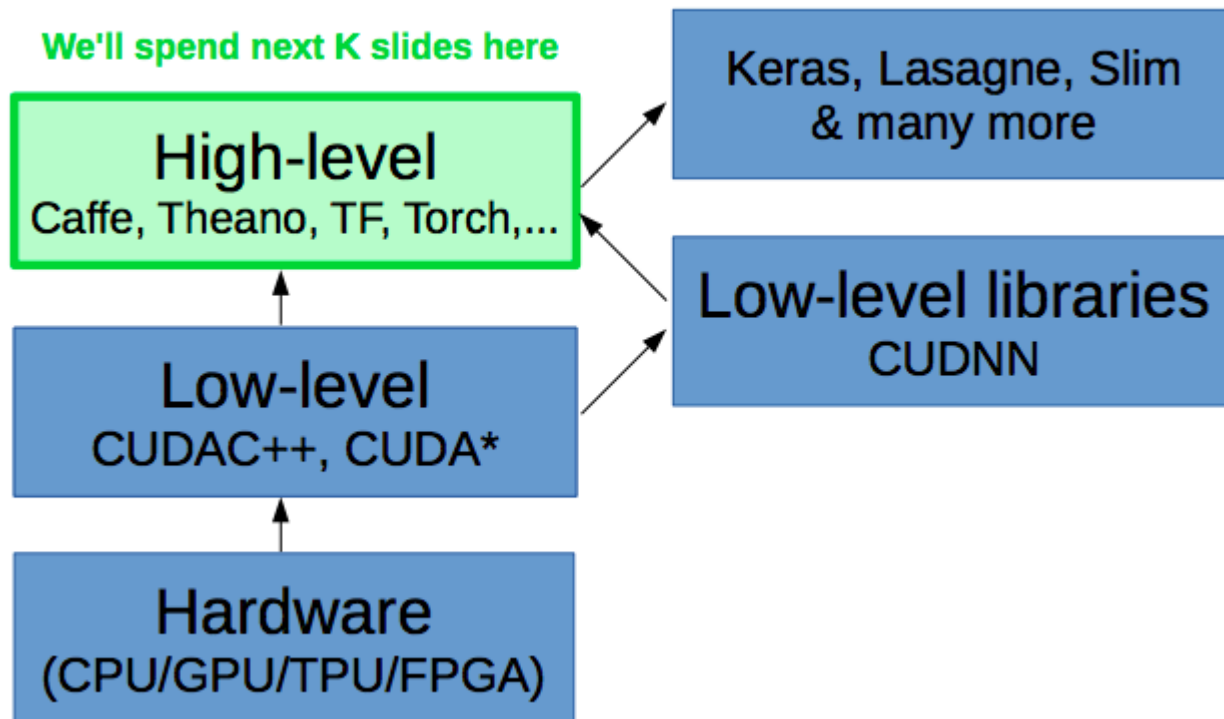 We'll spend next K slides here
High-level
Caffe, Theano, TF, Torch,...
Keras, Lasagne, Slim
& many more
Low-level libraries
CUDNN
Low-level
CUDAC++, CUDA*
Hardware
(CPU/GPU/TPU/FPGA)